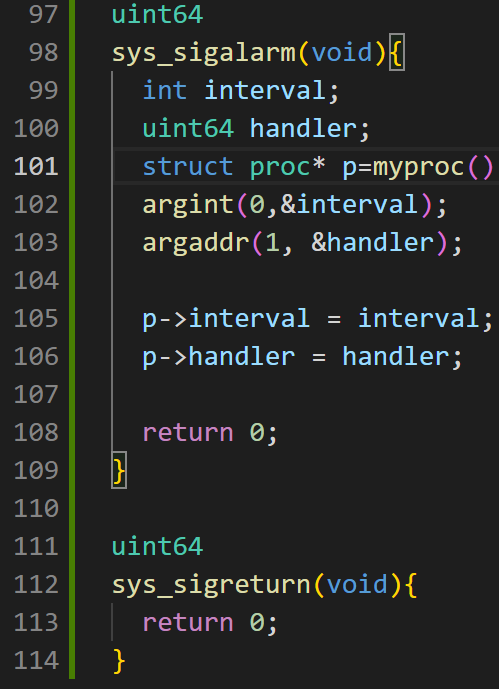 97 uint64
98 sys_sigalarm(void){
99 int interval;
100 uint64 handler;
101 struct proc* p=myproc()
102 argint(0,&interval);
103 argaddr(1, &handler);
104
105 p->interval = interval;
106 p->handler = handler;
107
108 return 0;
109 }
110
111 uint64
112 sys_sigreturn(void){
113 return 0;
114 }